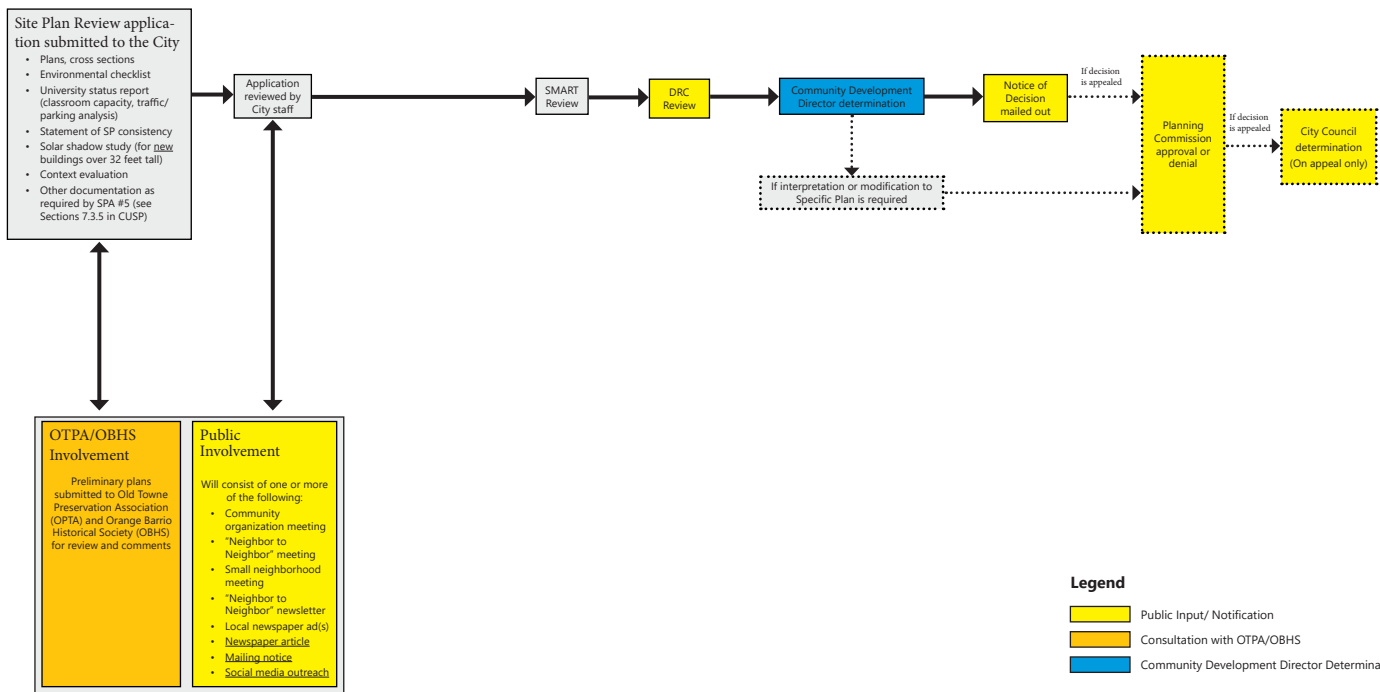 Site Plan Review applica-
tion submitted to the City
• Plans, cross sections
• Environmental checklist
• University status report
(classroom capacity, traffic/
parking analysis)
• Statement of SP consistency
• Solar shadow study (for new
buildings over 32 feet tall)
• Context evaluation
• Other documentation as
required by SPA #5 (see
Sections 7.3.5 in CUSP)
Application
reviewed by
City staff
SMART
Review
DRC
Review
Community Development
Director determination
Notice of
Decision
mailed out
If decision
is appealed
Planning
Commission
approval or
denial
If decision
is appealed
City Council
determination
(On appeal only)
If interpretation or modification to
Specific Plan is required
OTPA/OBHS
Involvement
Preliminary plans
submitted to Old Towne
Preservation Association
(OPTA) and Orange Barrio
Historical Society (OBHS)
for review and comments
Public
Involvement
Will consist of one or more
of the following:
• Community
organization meeting
• "Neighbor to
Neighbor" meeting
• Small neighborhood
meeting
• "Neighbor to
Neighbor" newsletter
• Local newspaper ad(s)
• Newspaper article
• Mailing notice
• Social media outreach
Legend
Public Input/ Notification
Consultation with OTPA/OBHS
Community Development Director Determina